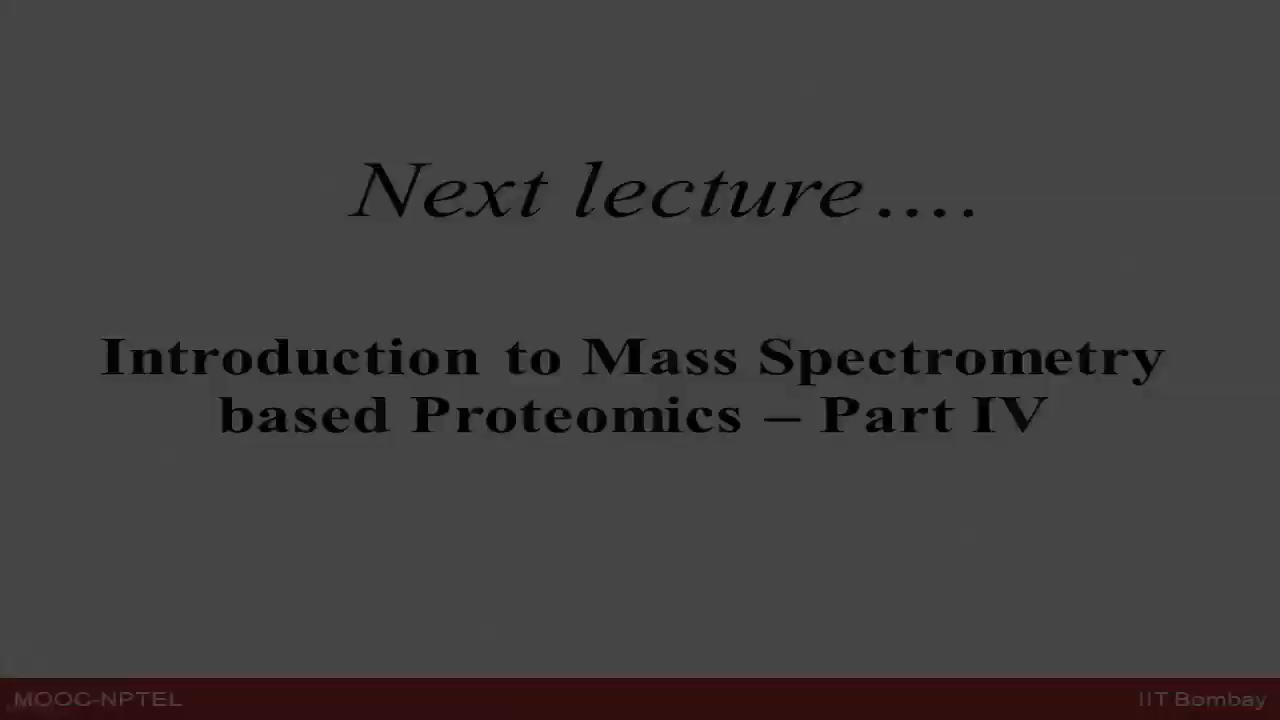 Next lecture….
Introduction to Mass Spectrometry
based Proteomics – Part IV
MOOC-NPTEL
IIT Bombay